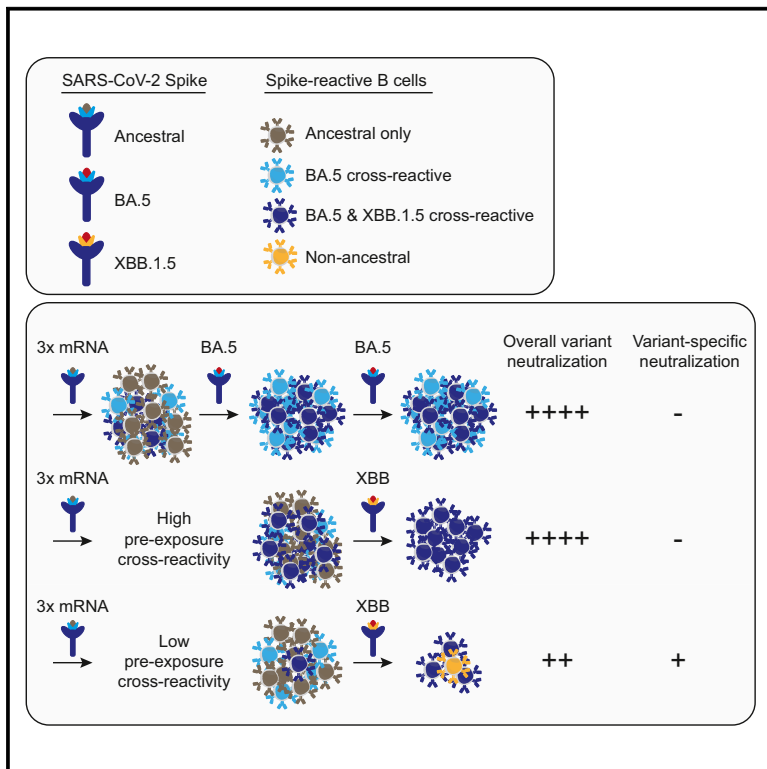 SARS-CoV-2 Spike
Spike-reactive B cells
Ancestral
Ancestral only
BA.5
BA.5 cross-reactive
BA.5 & XBB.1.5 cross-reactive
XBB.1.5
Non-ancestral
Overall variant
neutralization
Variant-specific
neutralization
3x mRNA
BA.5
BA.5
++++
-
3x mRNA
High
pre-exposure
cross-reactivity
XBB
++++
-
3x mRNA
Low
pre-exposure
cross-reactivity
XBB
++
+